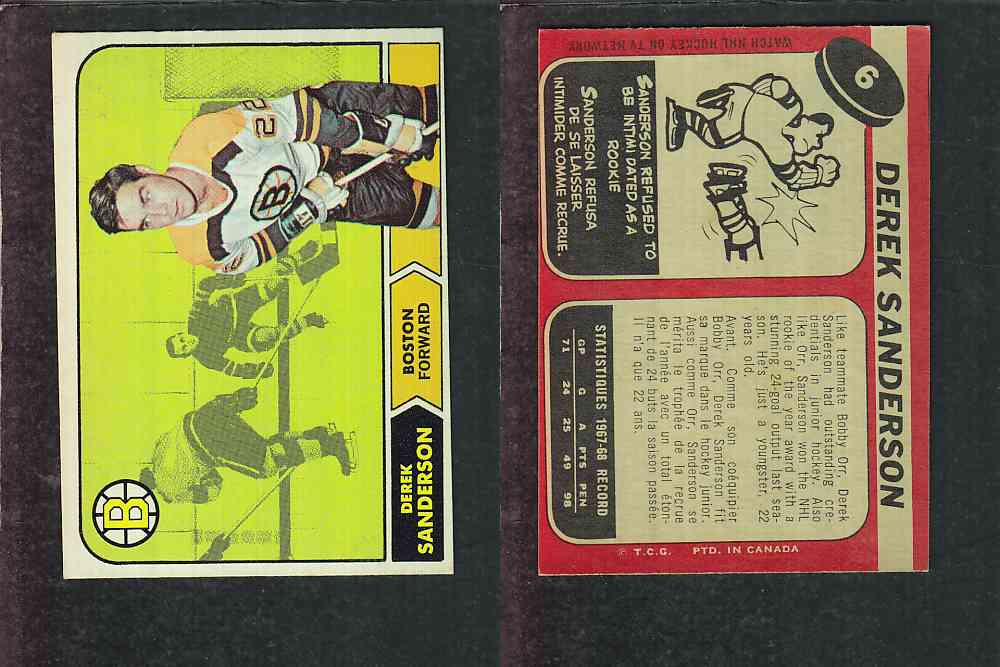 22
B
BOSTON
FORWARD
DEREK
SANDERSON
B
WATCH NHL HOCKEY ON TV NETWORK
6
DEREK SANDERSON
SANDERSON REFUSED TO
BE INTIMIDATED AS A
ROOKIE
SANDERSON REFUSA
DE SE LAISSER
INTIMIDER COMME RECRUE.
Like teammate Bobby Orr, Derek
Sanderson had outstanding cre-
dentials in junior hockey. Also
like Orr, Sanderson won the NHL
rookie of the year award with a
stunning 24-goal output last sea-
son. He's just a youngster, 22
years old.
Avant. Comme son coéquipier
Bobby Orr, Derek Sanderson fit
sa marque dans le hockey junior.
Aussi comme Orr, Sanderson se
mérita le trophée de la recrue
de l'année avec un total éton-
nant de 24 buts la saison passée.
Il n'a que 22 ans.
STATISTIQUES 1967-68 RECORD
GP G A PTS PEN
71 24 25 49 98
© T.C.G. PTD. IN CANADA